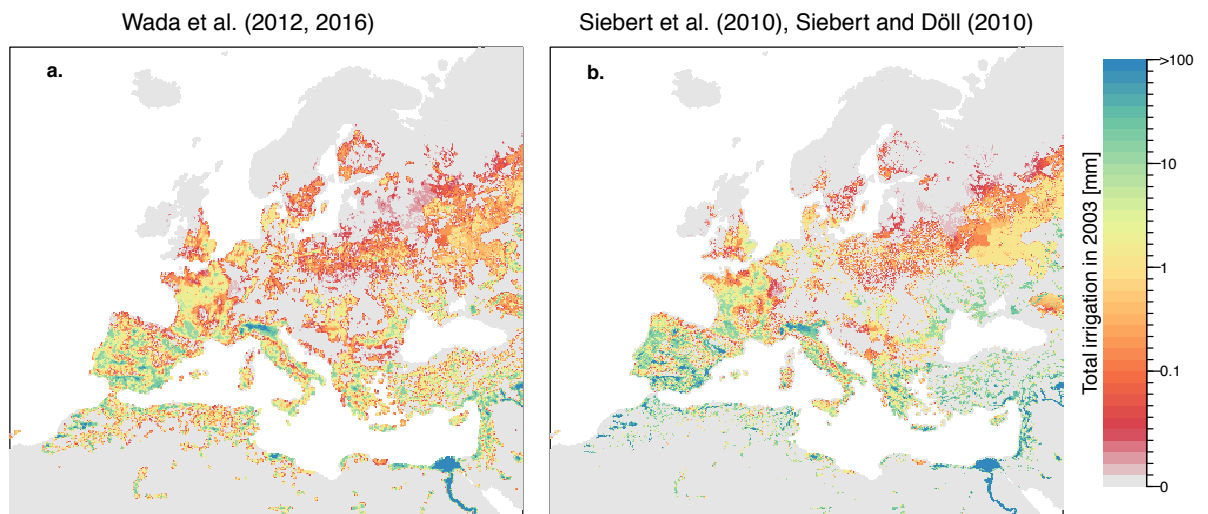 Wada et al. (2012, 2016)
Siebert et al. (2010), Siebert and Döll (2010)
a.
b.
>100
10
1
0.1
0
Total irrigation in 2003 [mm]